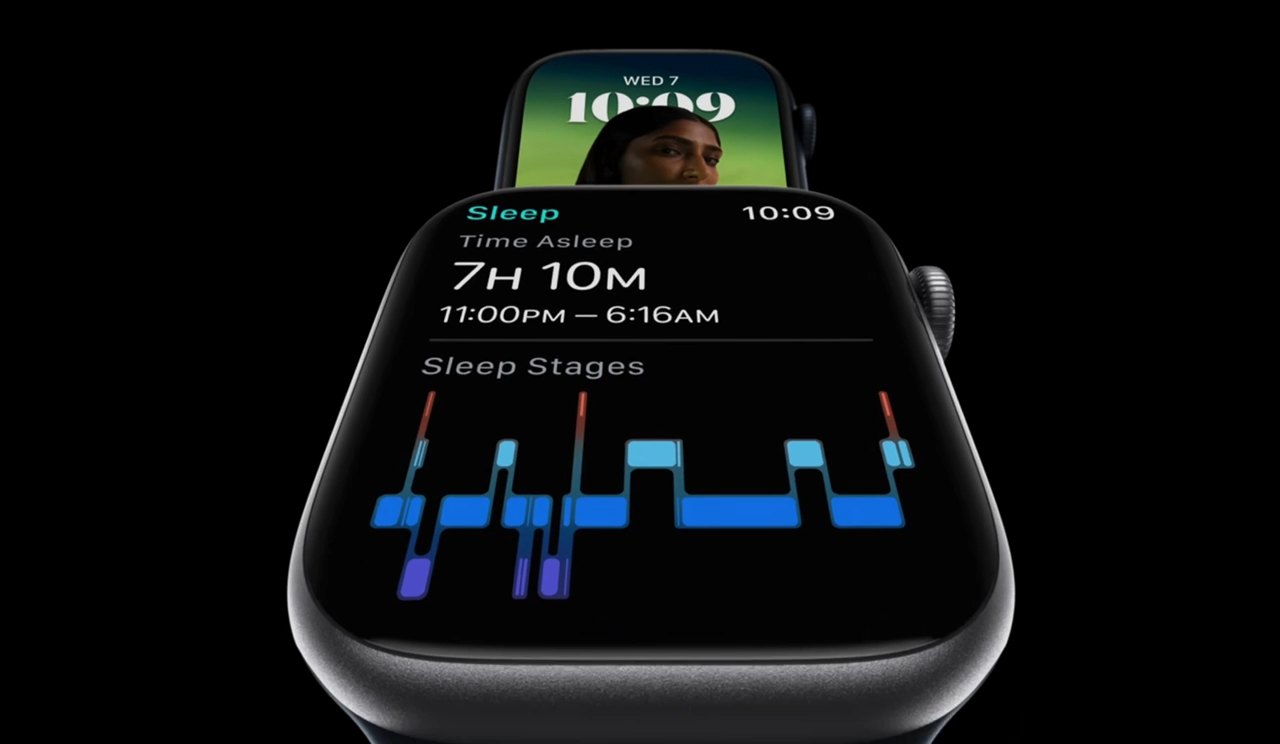 WED 7
10:09
Sleep 10:09
Time Asleep
7H 10M
11:00PM – 6:16AM
Sleep Stages